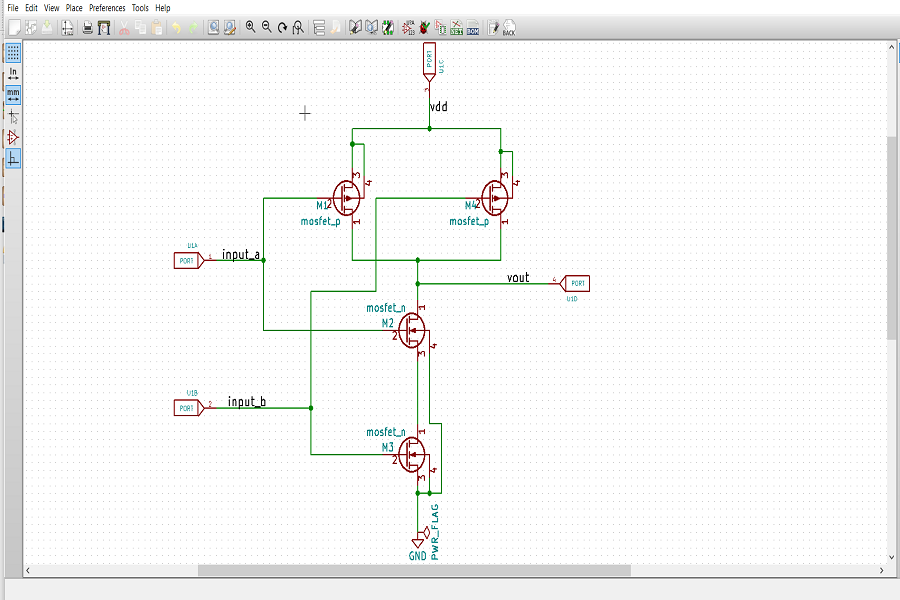 File Edit View Place Preferences Tools Help
BACK
In
mm
PORT
U1C
3
vdd
3
4
M1
2
mosfet_p
1
3
4
M4
2
mosfet_p
1
U1A
PORT
1
input_a
vout
4
PORT
U1D
mosfet_n
M2
2
1
4
3
U1B
PORT
2
input_b
mosfet_n
M3
2
1
4
3
PWR_FLAG
GND